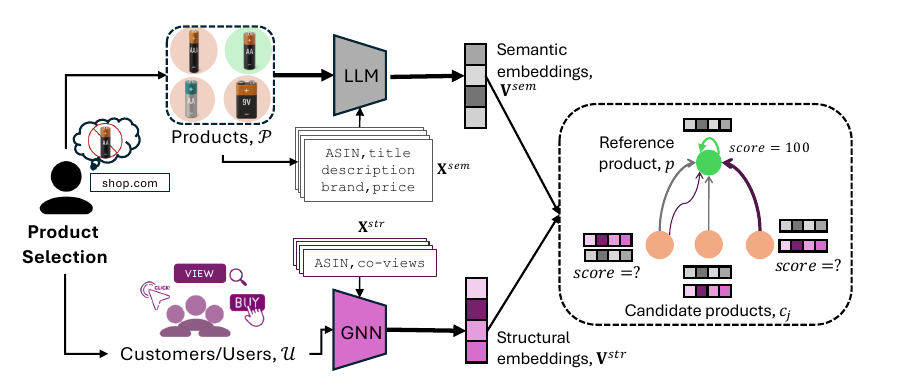 AAA
AA
AA
9V
Products, 𝒫
shop.com
Product
Selection
LLM
ASIN,title
description
brand,price
X^sem
X^str
ASIN,co-views
GNN
VIEW
CLICK!
BUY
Customers/Users, 𝒰
Semantic
embeddings,
V^sem
Structural
embeddings, V^str
Reference
product, p
score = 100
score =?
score =?
Candidate products, c_j